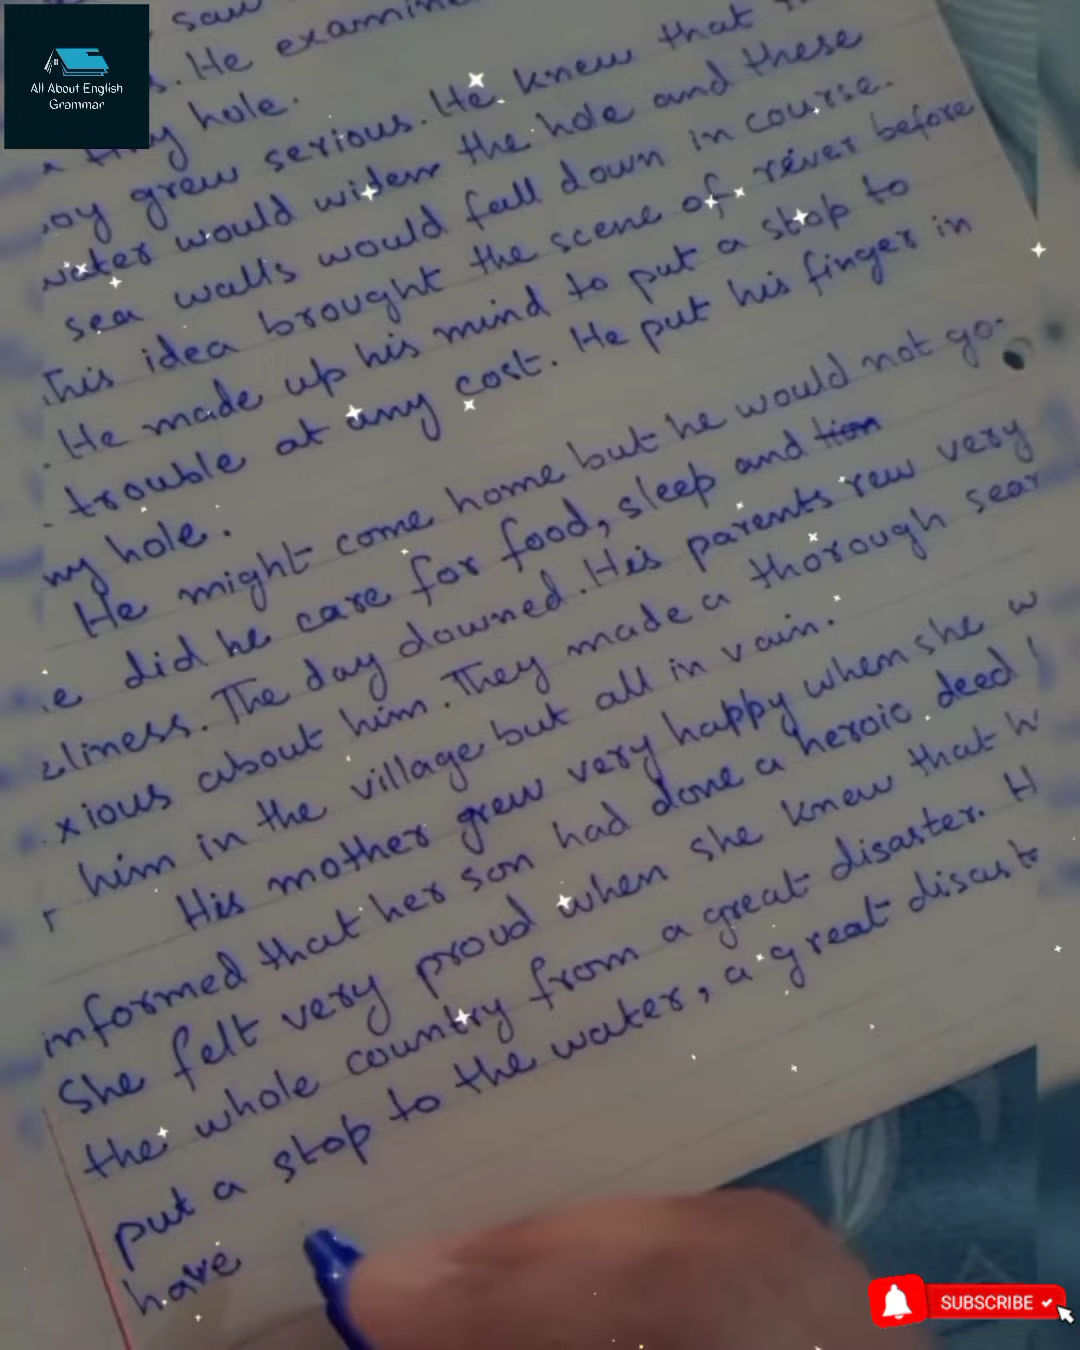 All About English
Grammar
saw
. He examine
a tiny hole.
oy grew serious. He knew that
water would widen the hole and these
sea walls would fall down in course.
This idea brought the scene of river before
. He made up his mind to put a stop to
trouble at any cost. He put his finger in
ny hole.
He might come home but he would not go.
e did he care for food, sleep and
liness. The day dawned. His parents rew very
xious about him. They made a thorough sear
r him in the village but all in vain.
His mother grew very happy when she w
informed that her son had done a heroic deed
She felt very proud when she knew that h
the whole country from a great disaster. H
put a stop to the water, a great disast
have
SUBSCRIBE